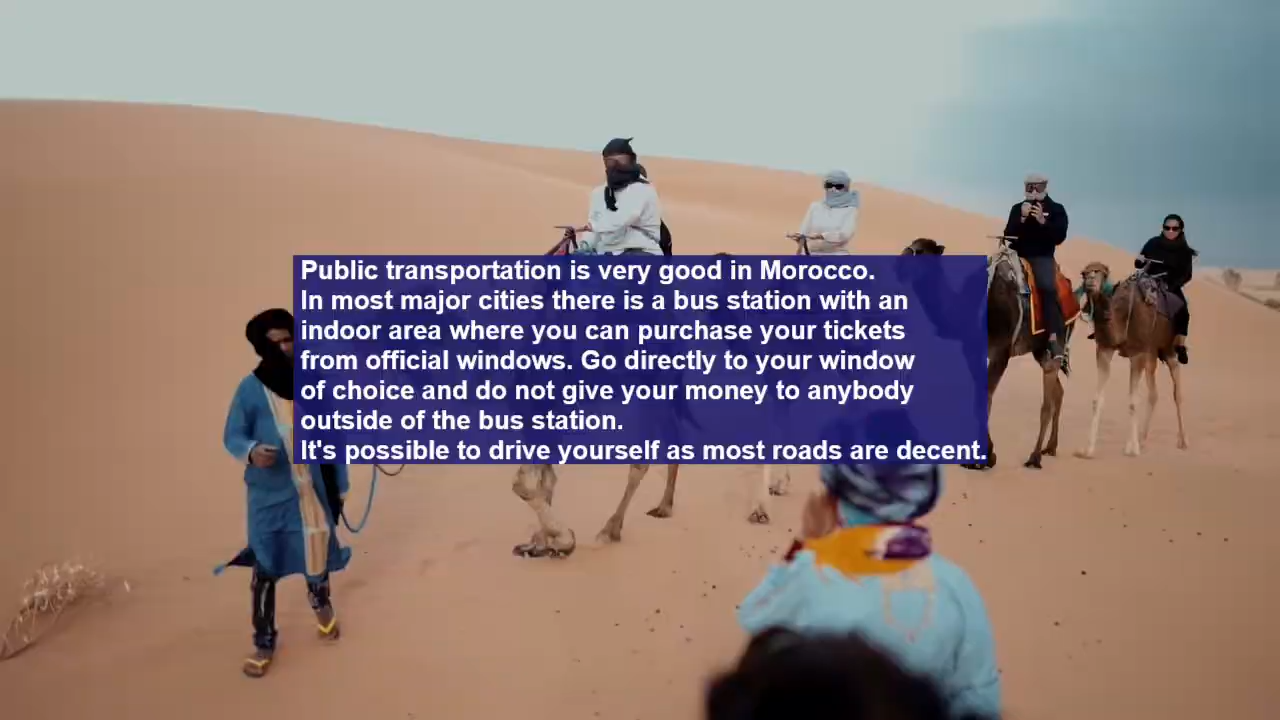 Public transportation is very good in Morocco.
In most major cities there is a bus station with an
indoor area where you can purchase your tickets
from official windows. Go directly to your window
of choice and do not give your money to anybody
outside of the bus station.
It's possible to drive yourself as most roads are decent.